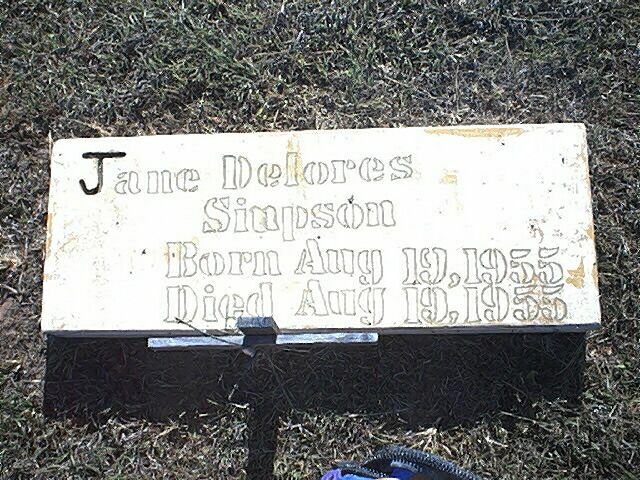 Jane Delores
Simpson
Born Aug 19, 1955
Died Aug 19, 1955